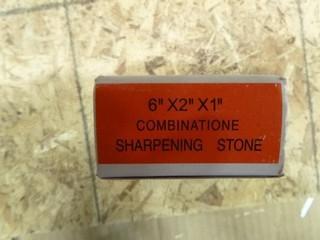 6" X2" X1"
COMBINATIONE
SHARPENING STONE